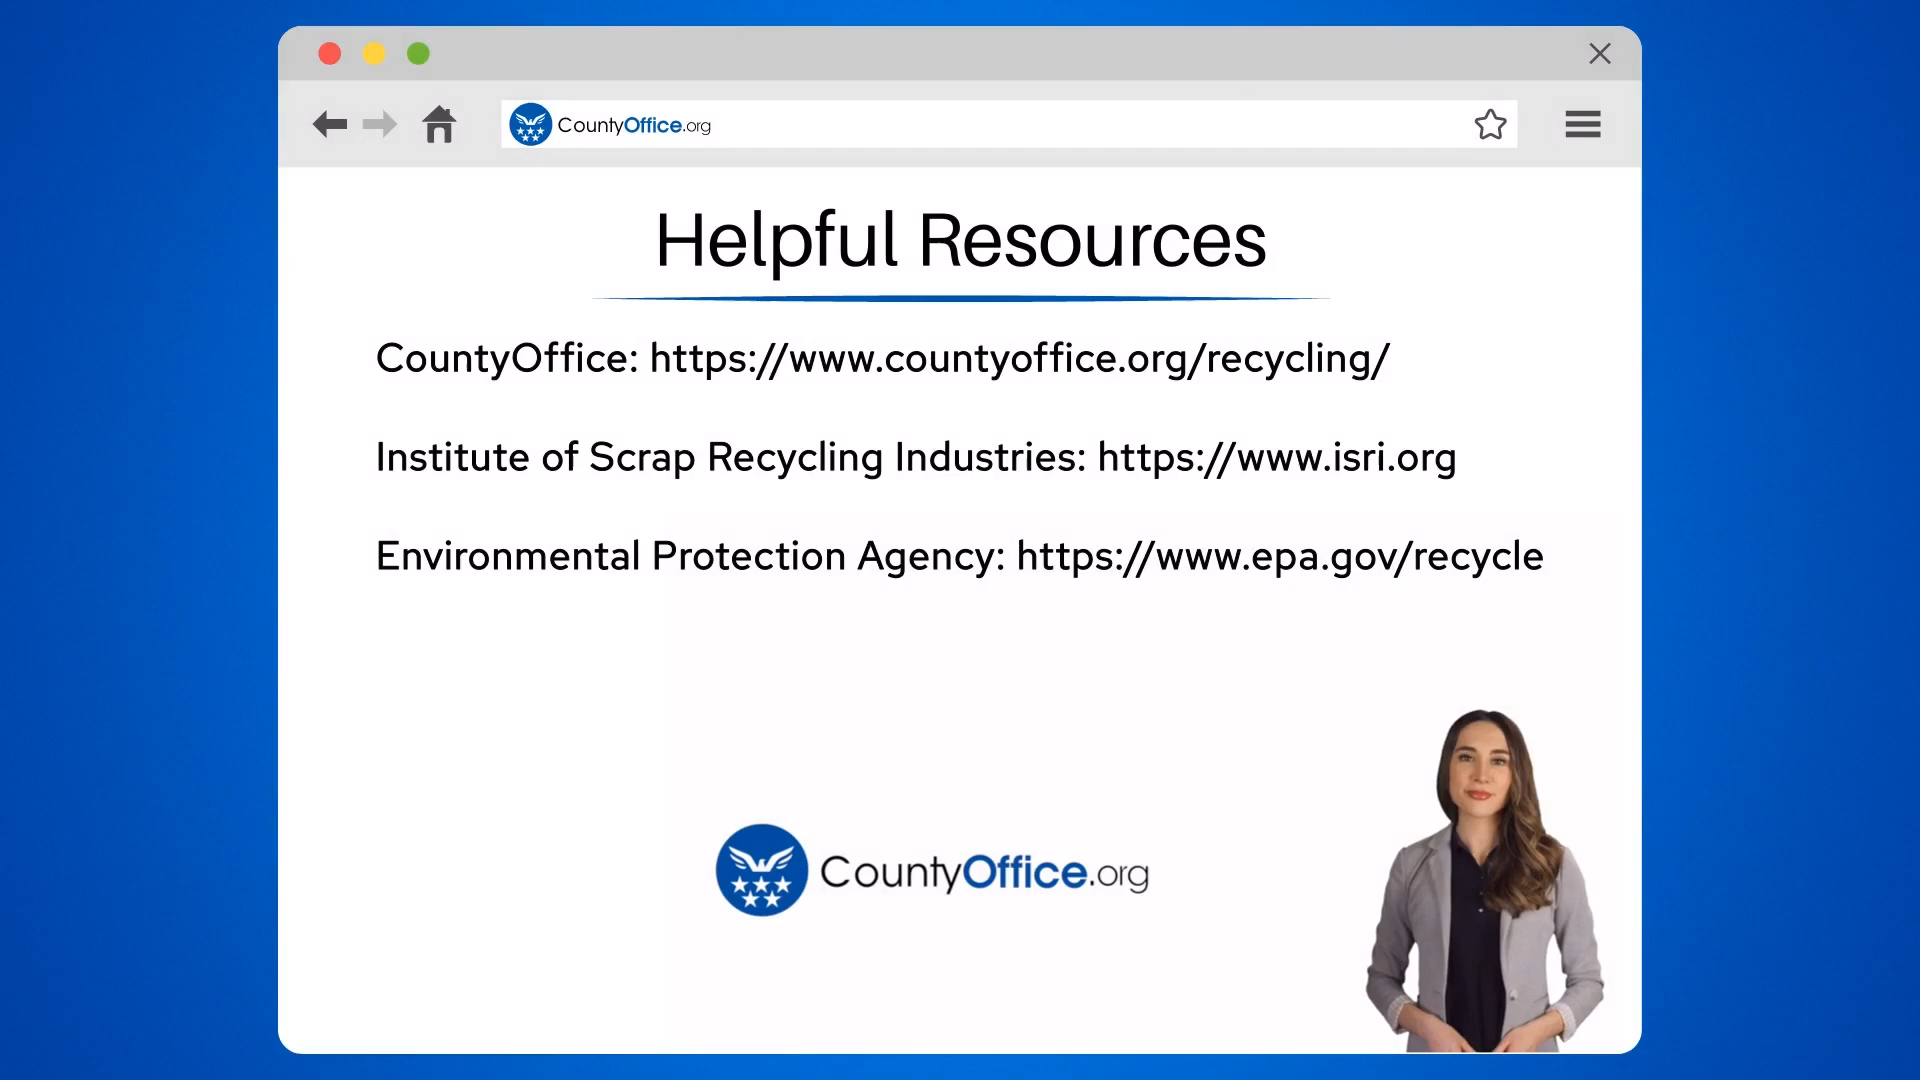 CountyOffice.org
Helpful Resources
CountyOffice: https://www.countyoffice.org/recycling/
Institute of Scrap Recycling Industries: https://www.isri.org
Environmental Protection Agency: https://www.epa.gov/recycle
CountyOffice.org